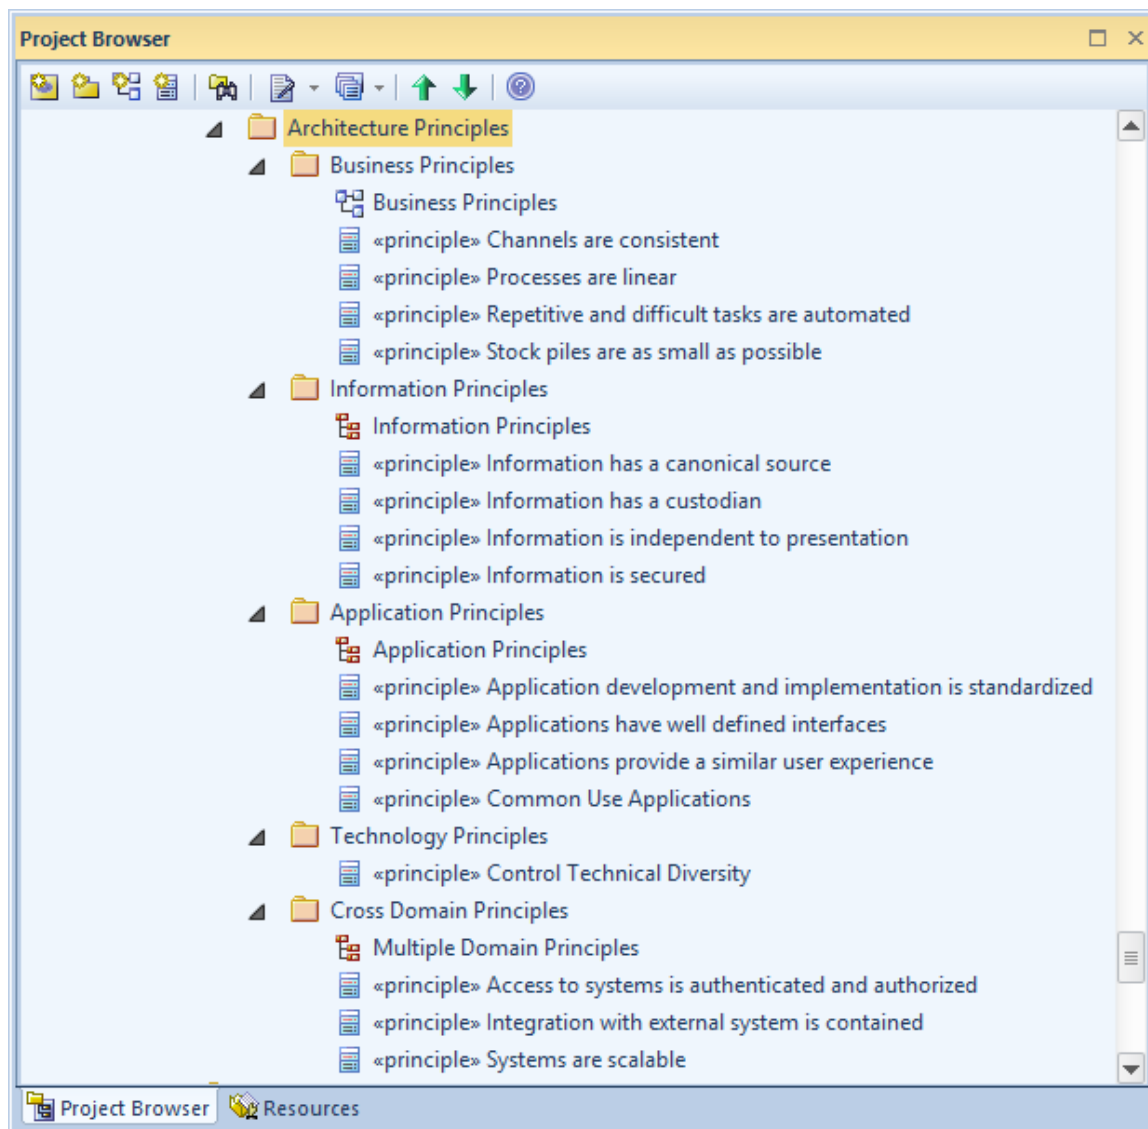 Project Browser
Architecture Principles
Business Principles
Business Principles
«principle» Channels are consistent
«principle» Processes are linear
«principle» Repetitive and difficult tasks are automated
«principle» Stock piles are as small as possible
Information Principles
Information Principles
«principle» Information has a canonical source
«principle» Information has a custodian
«principle» Information is independent to presentation
«principle» Information is secured
Application Principles
Application Principles
«principle» Application development and implementation is standardized
«principle» Applications have well defined interfaces
«principle» Applications provide a similar user experience
«principle» Common Use Applications
Technology Principles
«principle» Control Technical Diversity
Cross Domain Principles
Multiple Domain Principles
«principle» Access to systems is authenticated and authorized
«principle» Integration with external system is contained
«principle» Systems are scalable
Project Browser Resources